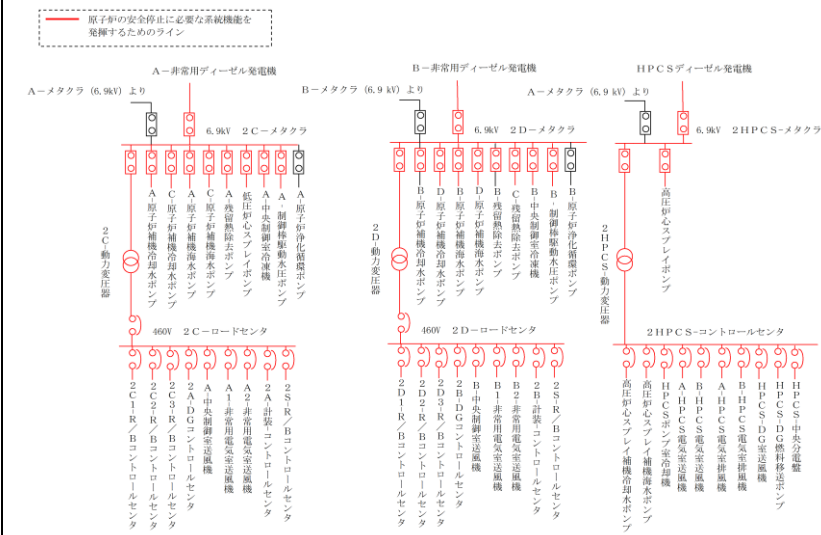 原子炉の安全停止に必要な系統機能を
発揮するためのライン
A－非常用ディーゼル発電機
A－メタクラ（6.9kV）より
6.9kV　2C－メタクラ
A-原子炉補機冷却水ポンプ
C-原子炉補機冷却水ポンプ
A-原子炉補機海水ポンプ
C-原子炉補機海水ポンプ
A-残留熱除去ポンプ
低圧炉心スプレイポンプ
A-中央制御室冷凍機
A-制御棒駆動水圧ポンプ
A-原子炉浄化循環ポンプ
2C-動力変圧器
460V　2C－ロードセンタ
2C1-R／Bコントロールセンタ
2C2-R／Bコントロールセンタ
2C3-R／Bコントロールセンタ
2A-DGコントロールセンタ
A-中央制御室送風機
A1-非常用電気室送風機
A2-非常用電気室送風機
2A-計装-コントロールセンタ
2S-R／Bコントロールセンタ
B－非常用ディーゼル発電機
B－メタクラ（6.9kV）より
6.9kV　2D－メタクラ
B-原子炉補機冷却水ポンプ
D-原子炉補機冷却水ポンプ
B-原子炉補機海水ポンプ
D-原子炉補機海水ポンプ
B-残留熱除去ポンプ
C-残留熱除去ポンプ
B-中央制御室冷凍機
B-制御棒駆動水圧ポンプ
B-原子炉浄化循環ポンプ
2D-動力変圧器
460V　2D－ロードセンタ
2D1-R／Bコントロールセンタ
2D2-R／Bコントロールセンタ
2D3-R／Bコントロールセンタ
2B-DGコントロールセンタ
B-中央制御室送風機
B1-非常用電気室送風機
B2-非常用電気室送風機
2B-計装-コントロールセンタ
2S-R／Bコントロールセンタ
HPCSディーゼル発電機
A－メタクラ（6.9 kV）より
6.9kV　2HPCS-メタクラ
高圧炉心スプレイポンプ
2HPCS-動力変圧器
2HPCS-コントロールセンタ
高圧炉心スプレイ補機冷却水ポンプ
高圧炉心スプレイ補機海水ポンプ
HPCSポンプ室冷却機
A-HPCS電気室送風機
B-HPCS電気室送風機
A-HPCS電気室排風機
B-HPCS電気室排風機
HPCS-DG室送風機
HPCS-DG燃料移送ポンプ
HPCS-中央分電盤